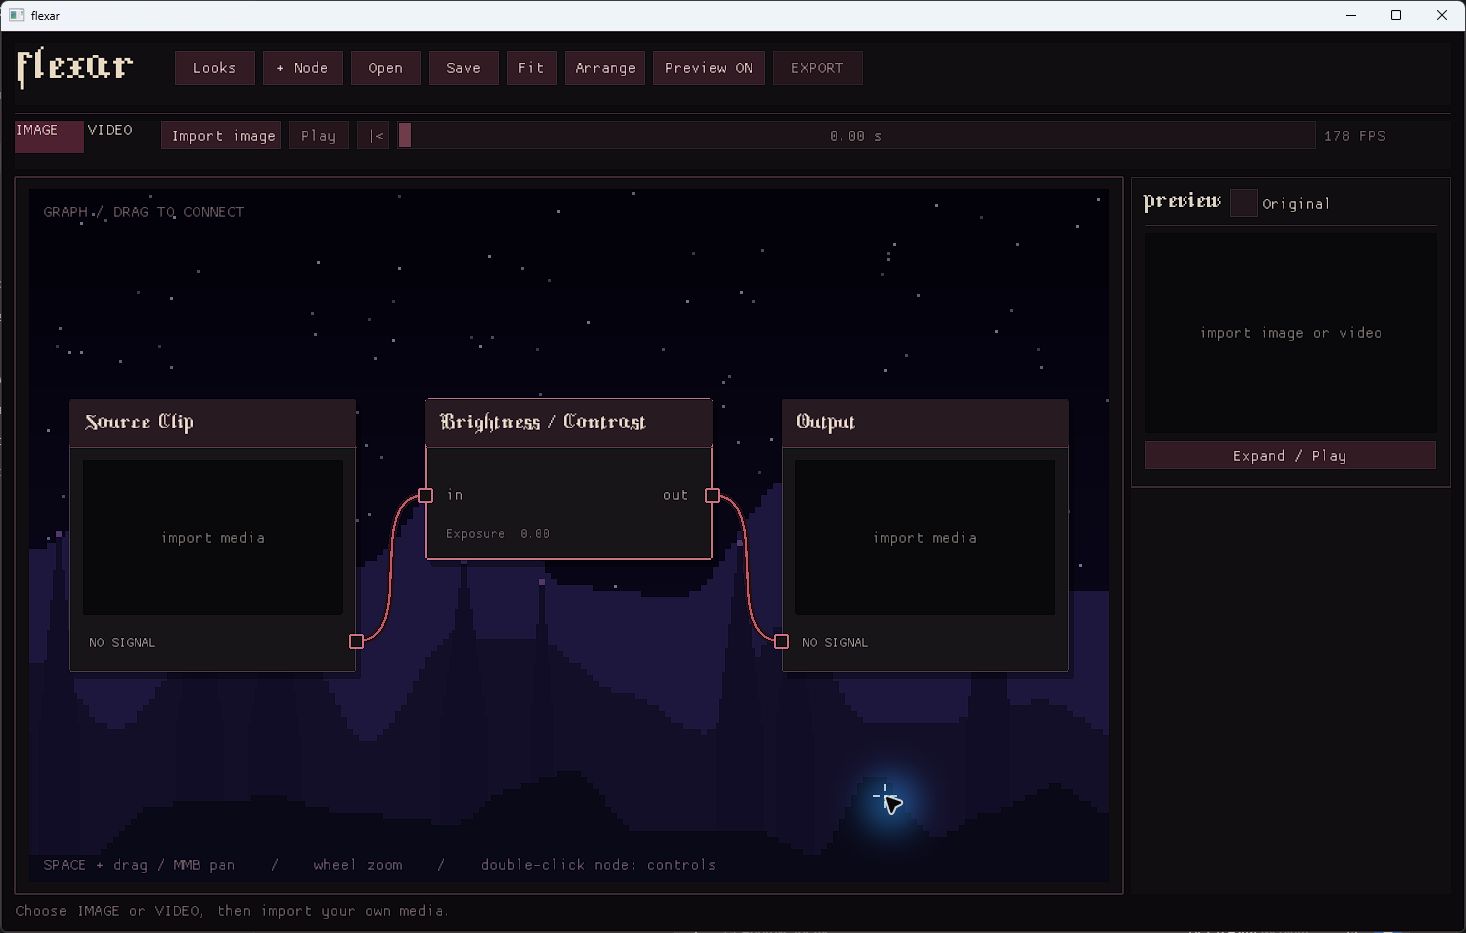 flexar
flexar
Looks + Node Open Save Fit Arrange Preview ON EXPORT
IMAGE VIDEO Import image Play |< 0.00 s 178 FPS
GRAPH / DRAG TO CONNECT
preview Original
import image or video
Expand / Play
Source Clip
import media
NO SIGNAL
Brightness / Contrast
in out
Exposure 0.00
Output
import media
NO SIGNAL
SPACE + drag / MMB pan / wheel zoom / double-click node: controls
Choose IMAGE or VIDEO, then import your own media.